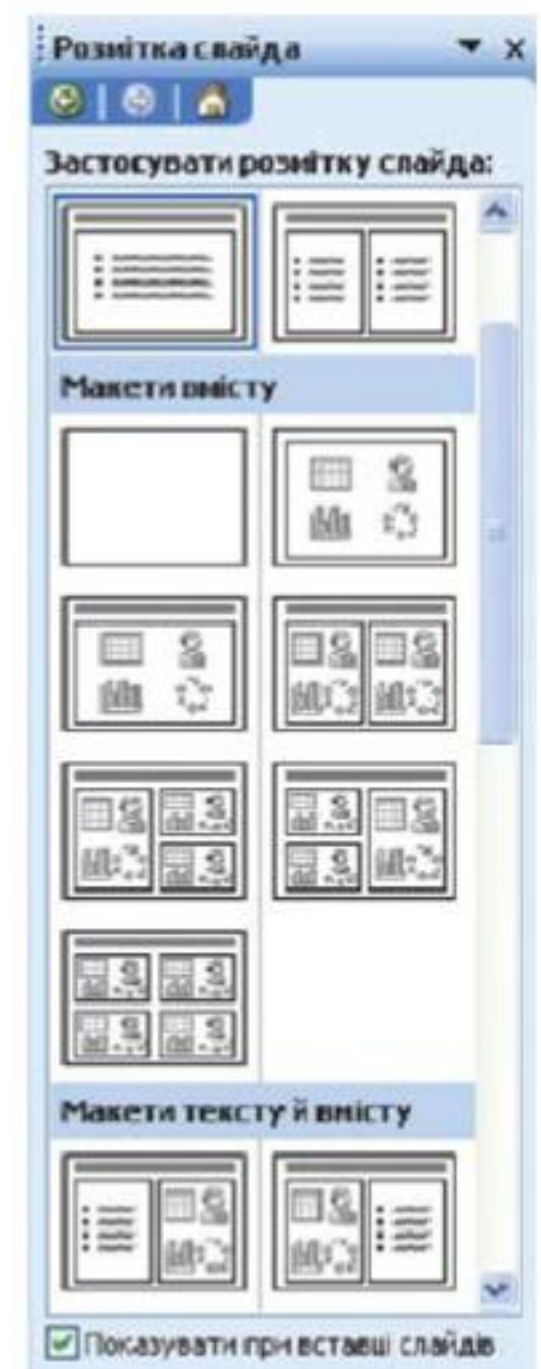 Розмітка слайда
Застосувати розмітку слайда:
Макети вмісту
Макети тексту й вмісту
Показувати при вставці слайдів